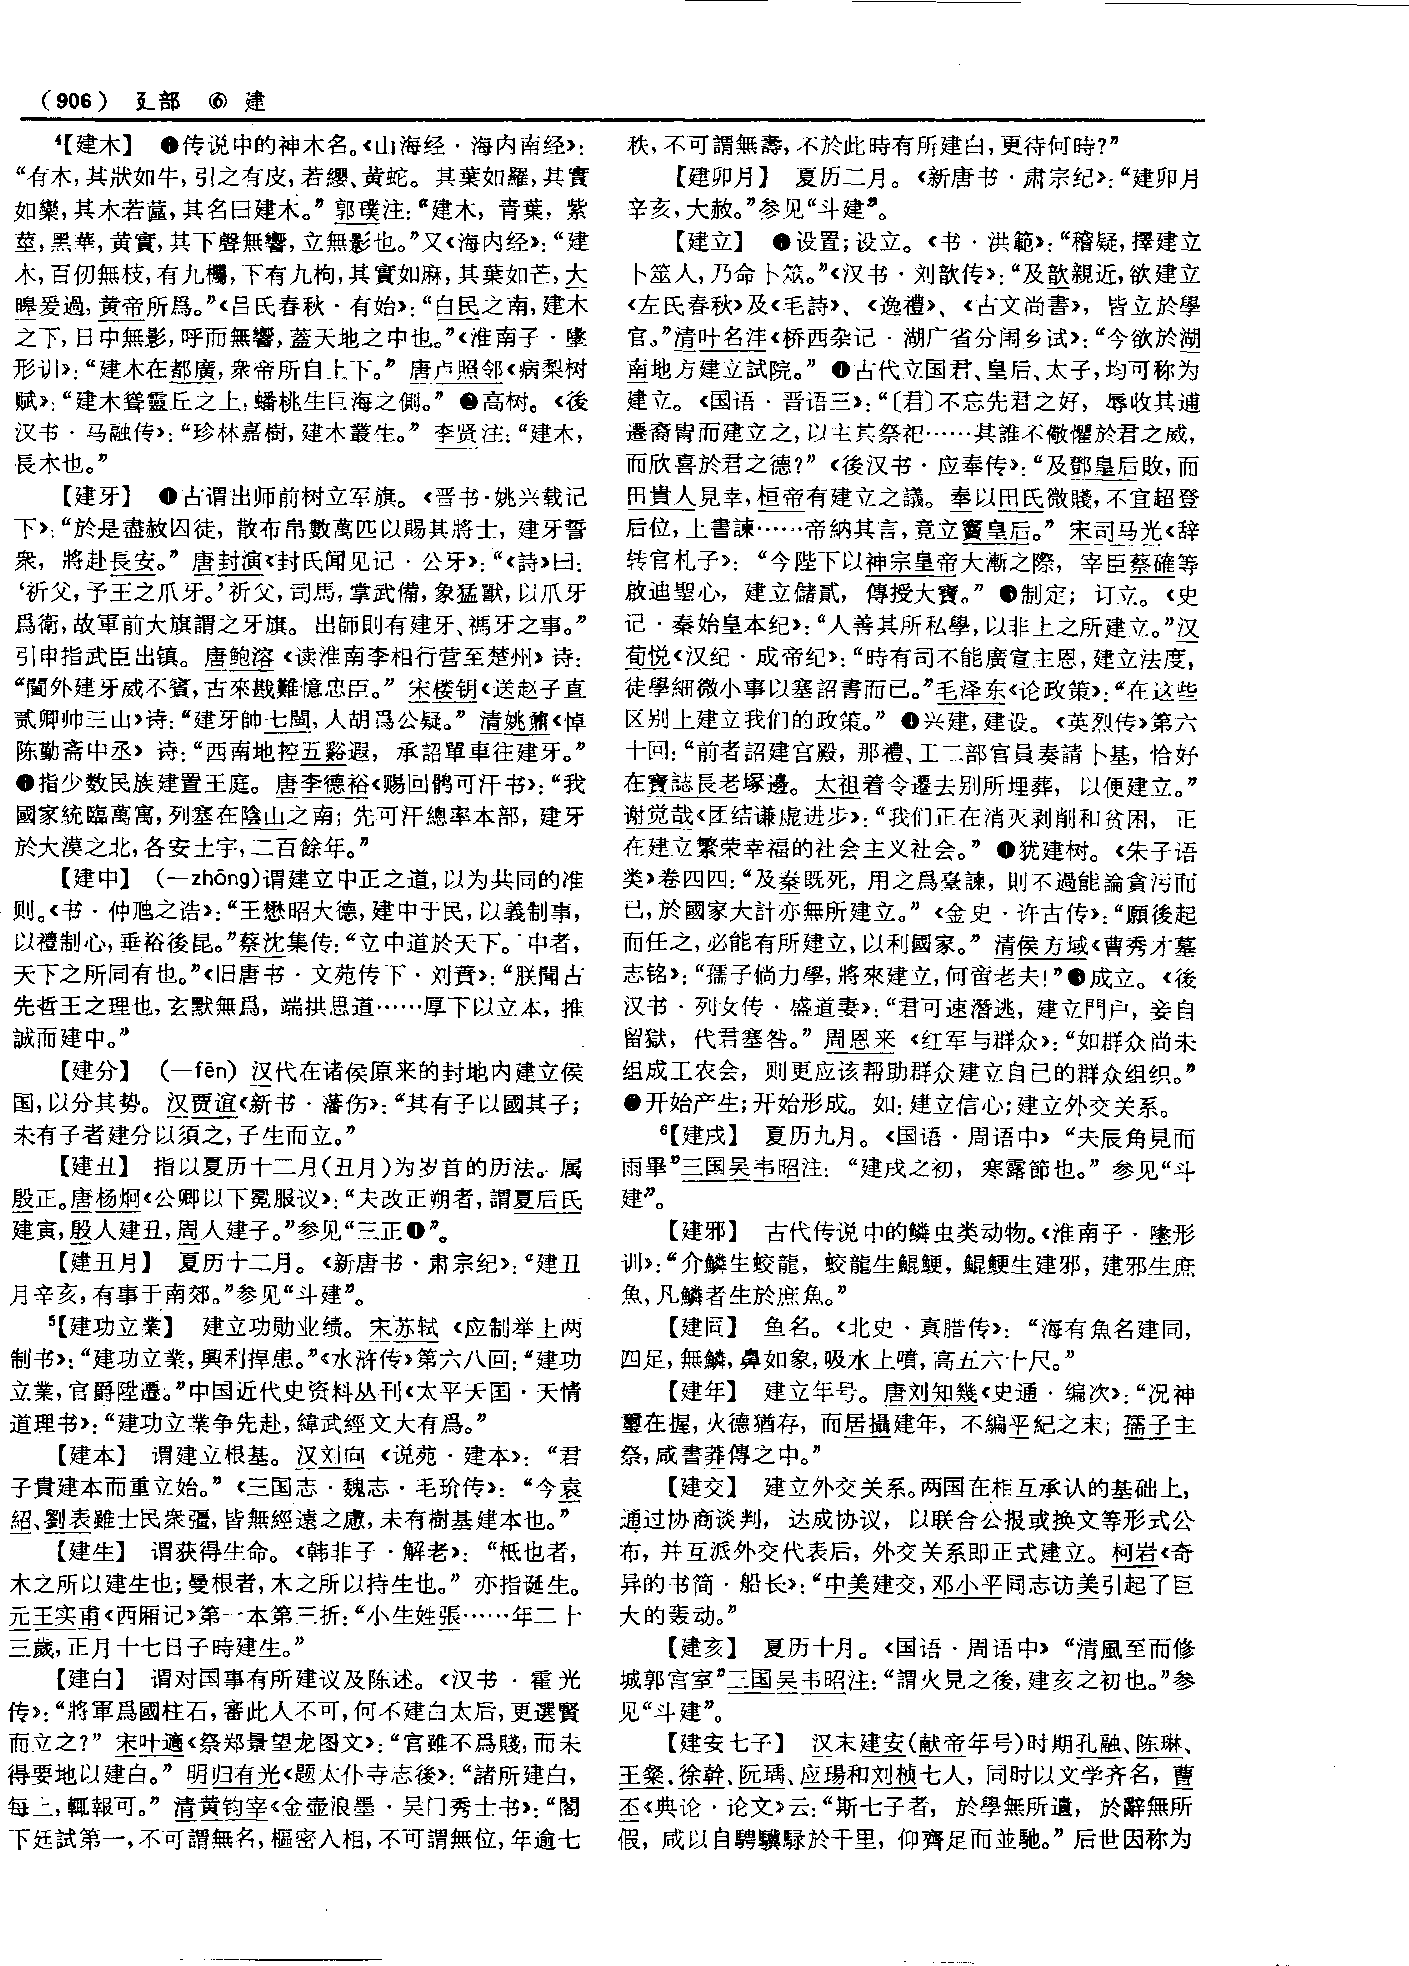 （906） 廴部 ⑥ 建
⁴【建木】 ❶传说中的神木名。《山海经·海内南经》：
“有木，其狀如牛，引之有皮，若纓、黄蛇。其葉如羅，其實
如欒，其木若蓲，其名曰建木。”郭璞注：“建木，青葉，紫
莖，黑華，黄實，其下聲無響，立無影也。”又《海内经》：“建
木，百仞無枝，有九欘，下有九枸，其實如麻，其葉如芒，大
皞爰過，黄帝所爲。”《吕氏春秋·有始》：“白民之南，建木
之下，日中無影，呼而無響，蓋天地之中也。”《淮南子·墬
形训》：“建木在都廣，衆帝所自上下。”唐卢照邻《病梨树
赋》：“建木聳靈丘之上，蟠桃生巨海之側。” ❷高树。《後
汉书·马融传》：“珍林嘉樹，建木叢生。”李贤注：“建木，
長木也。”
【建牙】 ❶古谓出师前树立军旗。《晋书·姚兴载记
下》：“於是盡赦囚徒，散布帛數萬匹以賜其將士，建牙誓
衆，將赴長安。”唐封演《封氏闻见记·公牙》：“《詩》曰：
‘祈父，予王之爪牙。’祈父，司馬，掌武備，象猛獸，以爪牙
爲衛，故軍前大旗謂之牙旗。出師則有建牙、禡牙之事。”
引申指武臣出镇。唐鲍溶《读淮南李相行营至楚州》诗：
“閫外建牙威不賓，古來戡難憶忠臣。”宋楼钥《送赵子直
贰卿帅三山》诗：“建牙帥七閩，人胡爲公疑。”清姚鼐《悼
陈勤斋中丞》诗：“西南地控五谿遐，承詔單車往建牙。”
❷指少数民族建置王庭。唐李德裕《赐回鹘可汗书》：“我
國家統臨萬寓，列塞在陰山之南；先可汗總率本部，建牙
於大漠之北，各安土宇，二百餘年。”
【建中】 （—zhōng）谓建立中正之道，以为共同的准
则。《书·仲虺之诰》：“王懋昭大德，建中于民，以義制事，
以禮制心，垂裕後昆。”蔡沈集传：“立中道於天下。中者，
天下之所同有也。”《旧唐书·文苑传下·刘蕡》：“朕聞古
先哲王之理也，玄默無爲，端拱思道……厚下以立本，推
誠而建中。”
【建分】 （—fēn）汉代在诸侯原来的封地内建立侯
国，以分其势。汉贾谊《新书·藩伤》：“其有子以國其子；
未有子者建分以須之，子生而立。”
【建丑】 指以夏历十二月（丑月）为岁首的历法。属
殷正。唐杨炯《公卿以下冕服议》：“夫改正朔者，謂夏后氏
建寅，殷人建丑，周人建子。”参见“三正❶”。
【建丑月】 夏历十二月。《新唐书·肃宗纪》：“建丑
月辛亥，有事于南郊。”参见“斗建”。
⁵【建功立業】 建立功勋业绩。宋苏轼《应制举上两
制书》：“建功立業，興利捍患。”《水浒传》第六八回：“建功
立業，官爵陞遷。”中国近代史资料丛刊《太平天囯·天情
道理书》：“建功立業争先赴，緯武經文大有爲。”
【建本】 谓建立根基。汉刘向《说苑·建本》：“君
子貴建本而重立始。”《三国志·魏志·毛玠传》：“今袁
紹、劉表雖士民衆彊，皆無經遠之慮，未有樹基建本也。”
【建生】 谓获得生命。《韩非子·解老》：“柢也者，
木之所以建生也；曼根者，木之所以持生也。”亦指诞生。
元王实甫《西厢记》第一本第三折：“小生姓張……年二十
三歲，正月十七日子時建生。”
【建白】 谓对国事有所建议及陈述。《汉书·霍光
传》：“將軍爲國柱石，審此人不可，何不建白太后，更選賢
而立之？”宋叶適《祭郑景望龙图文》：“官雖不爲賤，而未
得要地以建白。”明归有光《题太仆寺志後》：“諸所建白，
每上，輒報可。”清黄钧宰《金壶浪墨·吴门秀士书》：“閣
下廷試第一，不可謂無名，樞密入相，不可謂無位，年逾七
秩，不可謂無壽，不於此時有所建白，更待何時？”
【建卯月】 夏历二月。《新唐书·肃宗纪》：“建卯月
辛亥，大赦。”参见“斗建”。
【建立】 ❶设置；设立。《书·洪範》：“稽疑，擇建立
卜筮人，乃命卜筮。”《汉书·刘歆传》：“及歆親近，欲建立
《左氏春秋》及《毛詩》、《逸禮》、《古文尚書》，皆立於學
官。”清叶名沣《桥西杂记·湖广省分闱乡试》：“今欲於湖
南地方建立試院。” ❷古代立国君、皇后、太子，均可称为
建立。《国语·晋语三》：“〔君〕不忘先君之好，辱收其逋
遷裔胄而建立之，以主其祭祀……其誰不儆懼於君之威，
而欣喜於君之德？”《後汉书·应奉传》：“及鄧皇后敗，而
田貴人見幸，桓帝有建立之議。奉以田氏微賤，不宜超登
后位，上書諫……帝納其言，竟立竇皇后。”宋司马光《辞
转官札子》：“今陛下以神宗皇帝大漸之際，宰臣蔡確等
啟迪聖心，建立儲貳，傳授大寶。” ❸制定；订立。《史
记·秦始皇本纪》：“人善其所私學，以非上之所建立。”汉
荀悦《汉纪·成帝纪》：“時有司不能廣宣主恩，建立法度，
徒學細微小事以塞詔書而已。”毛泽东《论政策》：“在这些
区别上建立我们的政策。” ❹兴建，建设。《英烈传》第六
十回：“前者詔建宫殿，那禮、工二部官員奏請卜基，恰好
在寶誌長老塚邊。太祖着令遷去别所埋葬，以便建立。”
谢觉哉《团结谦虚进步》：“我们正在消灭剥削和贫困，正
在建立繁荣幸福的社会主义社会。” ❺犹建树。《朱子语
类》卷四四：“及秦既死，用之爲臺諫，則不過能論貪污而
已，於國家大計亦無所建立。”《金史·许古传》：“願後起
而任之，必能有所建立，以利國家。”清侯方域《曹秀才墓
志铭》：“孺子倘力學，將來建立，何啻老夫！”❻成立。《後
汉书·列女传·盛道妻》：“君可速潛逃，建立門户，妾自
留獄，代君塞咎。”周恩来《红军与群众》：“如群众尚未
组成工农会，则更应该帮助群众建立自己的群众组织。”
❼开始产生；开始形成。如：建立信心；建立外交关系。
⁶【建戌】 夏历九月。《国语·周语中》“夫辰角見而
雨畢”三国吴韦昭注：“建戌之初，寒露節也。”参见“斗
建”。
【建邪】 古代传说中的鳞虫类动物。《淮南子·墬形
训》：“介鱗生蛟龍，蛟龍生鯤鯁，鯤鯁生建邪，建邪生庶
魚，凡鱗者生於庶魚。”
【建同】 鱼名。《北史·真腊传》：“海有魚名建同，
四足，無鱗，鼻如象，吸水上噴，高五六十尺。”
【建年】 建立年号。唐刘知幾《史通·编次》：“况神
璽在握，火德猶存，而居攝建年，不編平紀之末；孺子主
祭，咸書莽傳之中。”
【建交】 建立外交关系。两国在相互承认的基础上，
通过协商谈判，达成协议，以联合公报或换文等形式公
布，并互派外交代表后，外交关系即正式建立。柯岩《奇
异的书简·船长》：“中美建交，邓小平同志访美引起了巨
大的轰动。”
【建亥】 夏历十月。《国语·周语中》“清風至而修
城郭宫室”三国吴韦昭注：“謂火見之後，建亥之初也。”参
见“斗建”。
【建安七子】 汉末建安（献帝年号）时期孔融、陈琳、
王粲、徐幹、阮瑀、应瑒和刘桢七人，同时以文学齐名，曹
丕《典论·论文》云：“斯七子者，於學無所遺，於辭無所
假，咸以自騁驥騄於千里，仰齊足而並馳。”后世因称为